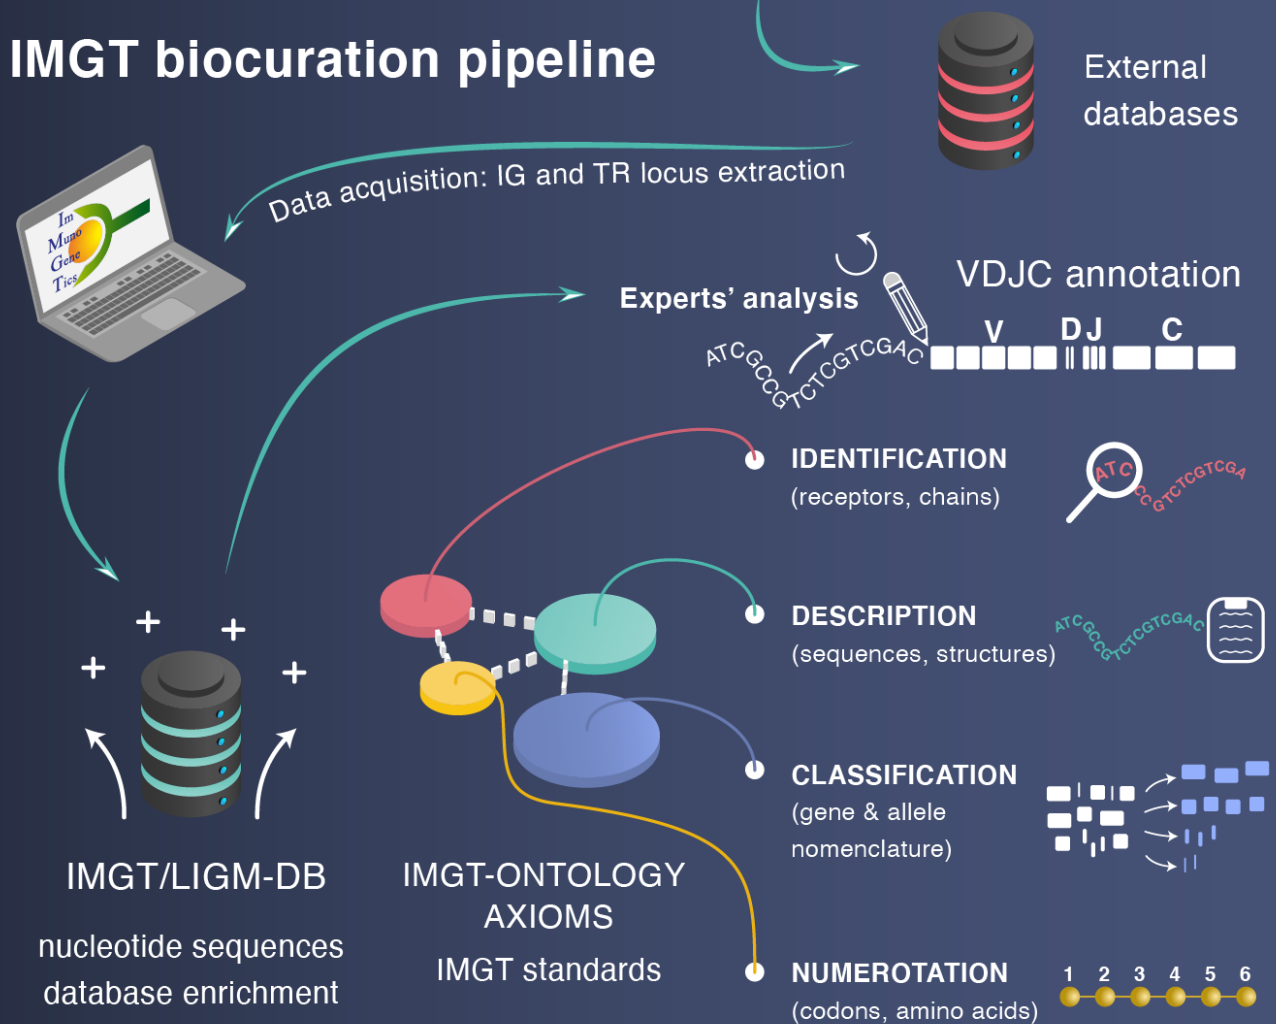 IMGT biocuration pipeline
External
databases
Data acquisition: IG and TR locus extraction
Im
Muno
Gene
Tics
Experts' analysis
VDJC annotation
V
D J
C
ATCGCCGTCTCGTCGAC
IDENTIFICATION
(receptors, chains)
ATC
CCGTCTCGTCGA
DESCRIPTION
(sequences, structures)
ATCGCCGTCTCGTCGAC
CLASSIFICATION
(gene & allele
nomenclature)
IMGT/LIGM-DB
nucleotide sequences
database enrichment
IMGT-ONTOLOGY
AXIOMS
IMGT standards
NUMEROTATION
(codons, amino acids)
1 2 3 4 5 6